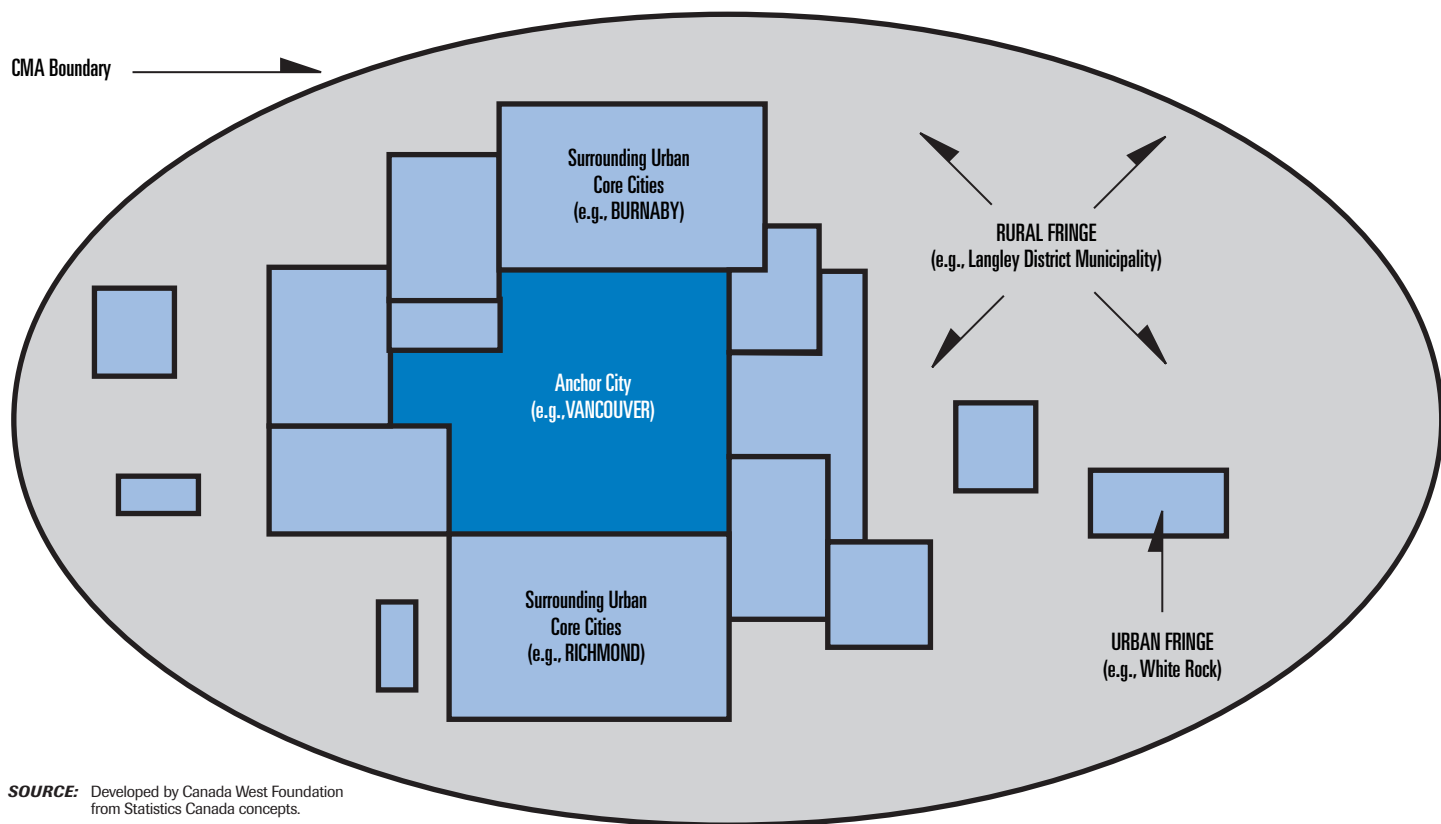 CMA Boundary
Surrounding Urban
Core Cities
(e.g., BURNABY)
RURAL FRINGE
(e.g., Langley District Municipality)
Anchor City
(e.g.,VANCOUVER)
Surrounding Urban
Core Cities
(e.g., RICHMOND)
URBAN FRINGE
(e.g., White Rock)
SOURCE: Developed by Canada West Foundation
from Statistics Canada concepts.